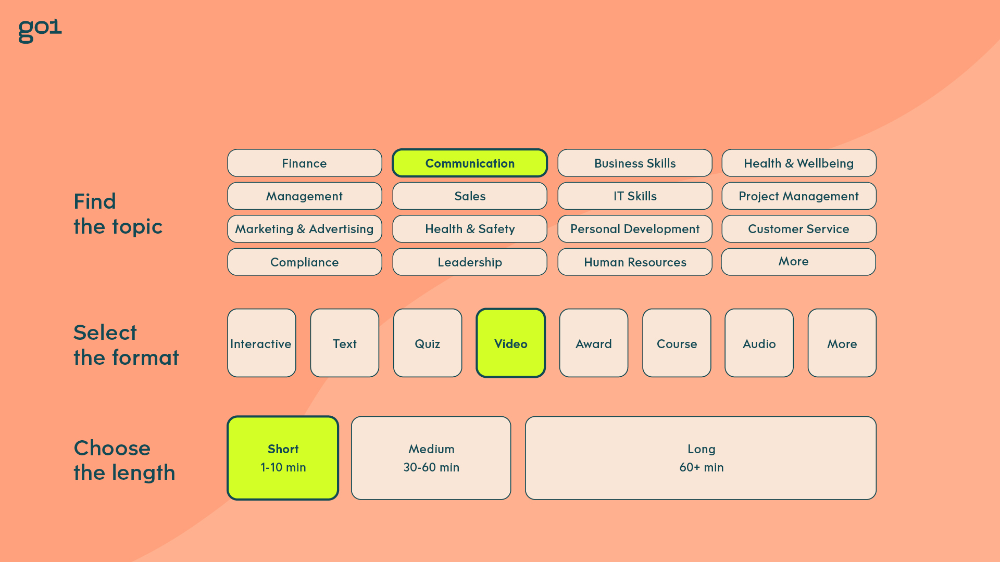 go1
Find
the topic
Finance
Communication
Business Skills
Health & Wellbeing
Management
Sales
IT Skills
Project Management
Marketing & Advertising
Health & Safety
Personal Development
Customer Service
Compliance
Leadership
Human Resources
More
Select
the format
Interactive
Text
Quiz
Video
Award
Course
Audio
More
Choose
the length
Short
1-10 min
Medium
30-60 min
Long
60+ min